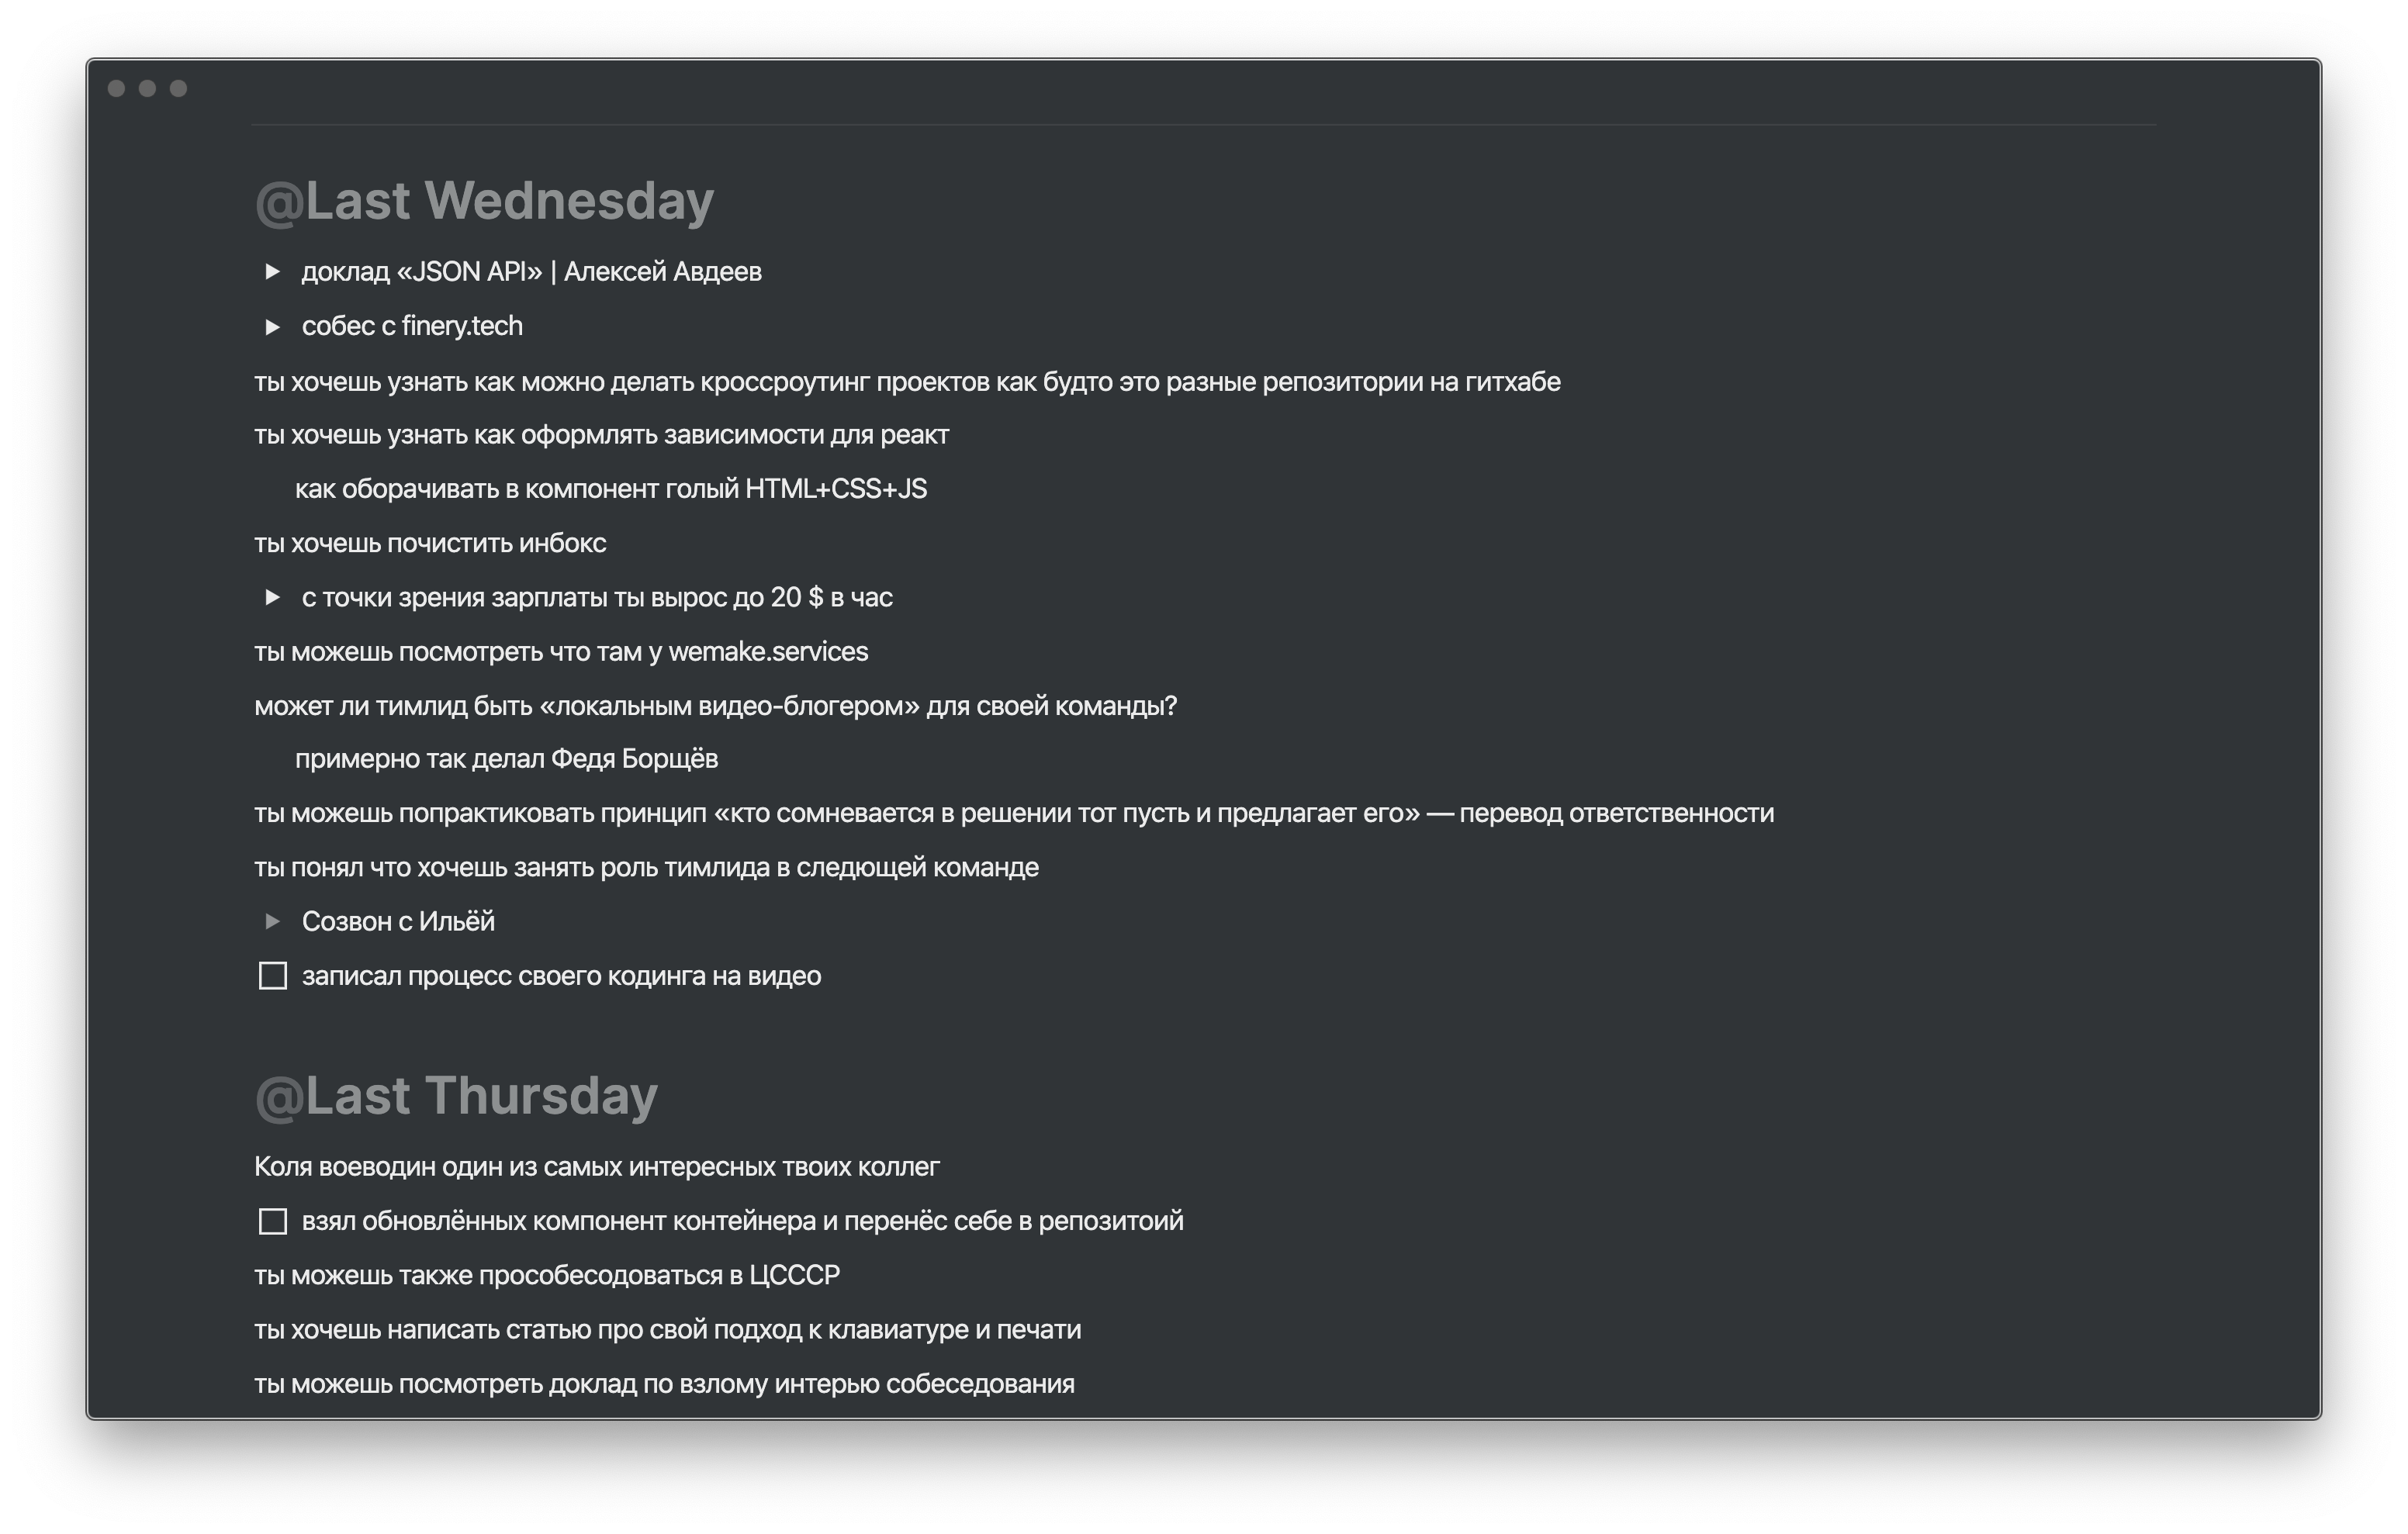 @Last Wednesday
доклад «JSON API» | Алексей Авдеев
собес с finery.tech
ты хочешь узнать как можно делать кроссроутинг проектов как будто это разные репозитории на гитхабе
ты хочешь узнать как оформлять зависимости для реакт
как оборачивать в компонент голый HTML+CSS+JS
ты хочешь почистить инбокс
с точки зрения зарплаты ты вырос до 20 $ в час
ты можешь посмотреть что там у wemake.services
может ли тимлид быть «локальным видео-блогером» для своей команды?
примерно так делал Федя Борщёв
ты можешь попрактиковать принцип «кто сомневается в решении тот пусть и предлагает его» — перевод ответственности
ты понял что хочешь занять роль тимлида в следющей команде
Созвон с Ильёй
записал процесс своего кодинга на видео
@Last Thursday
Коля воеводин один из самых интересных твоих коллег
взял обновлённых компонент контейнера и перенёс себе в репозитоий
ты можешь также прособесодоваться в ЦСССР
ты хочешь написать статью про свой подход к клавиатуре и печати
ты можешь посмотреть доклад по взлому интерью собеседования